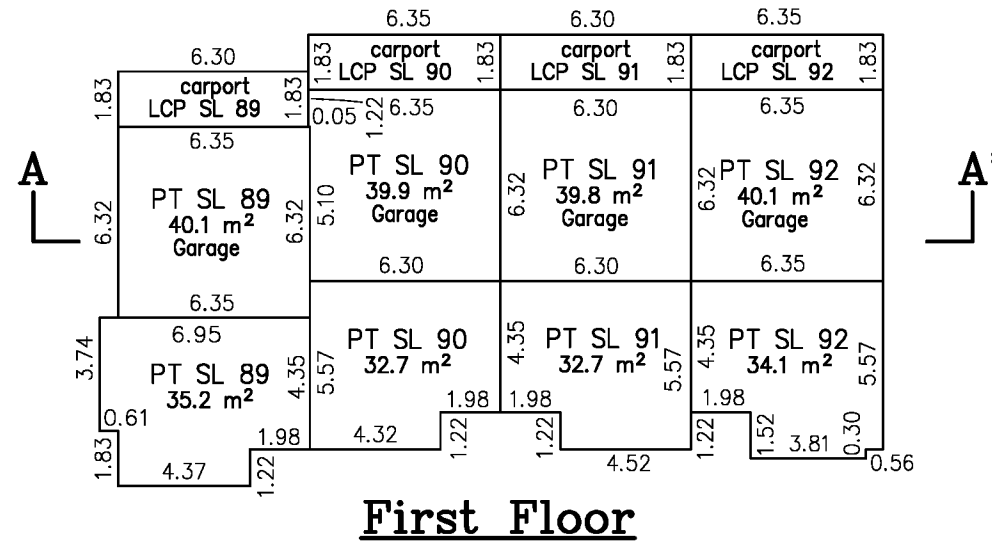 6.35 6.30 6.35
6.30
carport
LCP SL 90
carport
LCP SL 91
carport
LCP SL 92
1.83 1.83 1.83 1.83
carport
LCP SL 89
1.83
0.05
1.22
6.35 6.30 6.35
6.35
PT SL 89
40.1 m²
Garage
6.32 6.32
PT SL 90
39.9 m²
Garage
5.10
PT SL 91
39.8 m²
Garage
6.32
PT SL 92
40.1 m²
Garage
6.32 6.32
A A'
6.30 6.30 6.35
6.35
6.95
3.74
PT SL 89
35.2 m²
4.35
0.61
1.83
4.37
1.98
1.22
PT SL 90
32.7 m²
5.57
4.32
1.98
1.22
PT SL 91
32.7 m²
4.35
5.57
1.98
1.22
4.52
PT SL 92
34.1 m²
4.35
5.57
1.98
1.22
1.52
3.81
0.30
0.56
First Floor